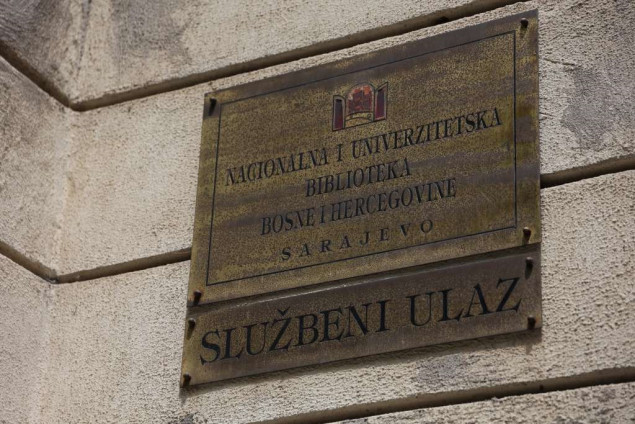 NACIONALNA I UNIVERZITETSKA
BIBLIOTEKA
BOSNE I HERCEGOVINE
SARAJEVO
SLUŽBENI ULAZ